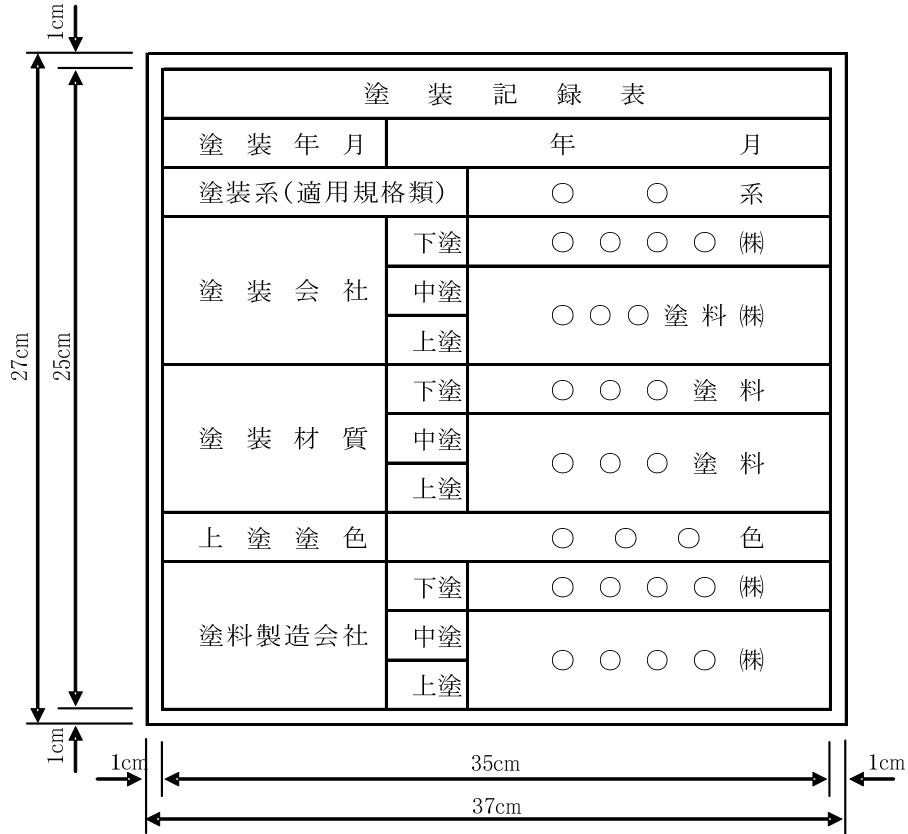 1cm
塗装記録表
塗装年月 年 月
塗装系(適用規格類) ○○系
塗装会社 下塗 ○○○○㈱
中塗 ○○○塗料㈱
上塗
塗装材質 下塗 ○○○塗料
中塗 ○○○塗料
上塗
上塗塗色 ○○○色
塗料製造会社 下塗 ○○○○㈱
中塗 ○○○○㈱
上塗
27cm
25cm
1cm
1cm 35cm 1cm
37cm